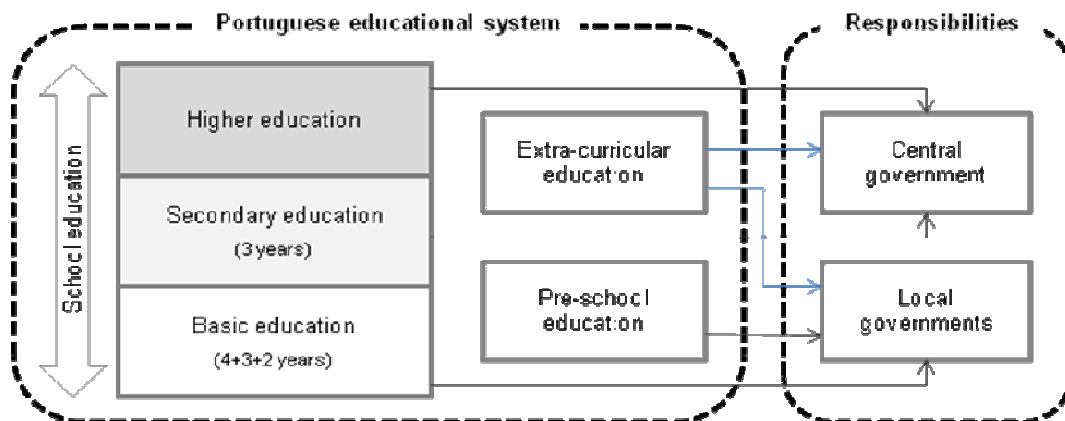 Portuguese educational system
Responsibilities
School education
Higher education
Secondary education
(3 years)
Basic education
(4+3+2 years)
Extra-curricular
education
Pre-school
education
Central
government
Local
governments